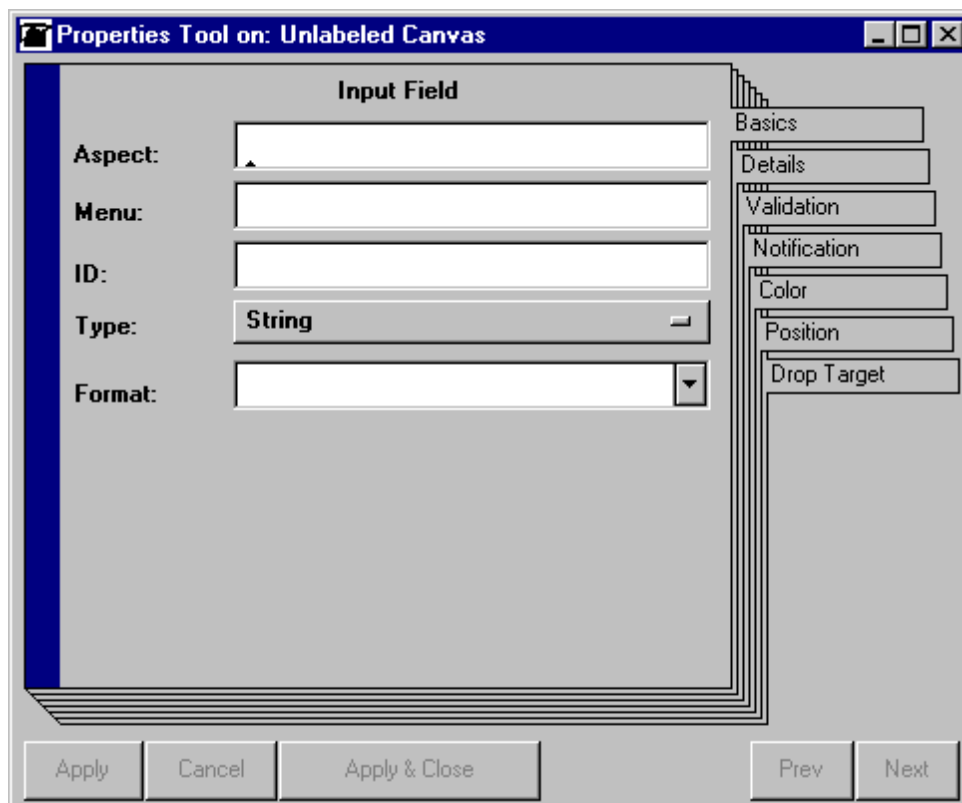 Properties Tool on: Unlabeled Canvas
Input Field
Aspect:
Menu:
ID:
Type: String
Format:
Basics
Details
Validation
Notification
Color
Position
Drop Target
Apply Cancel Apply & Close Prev Next